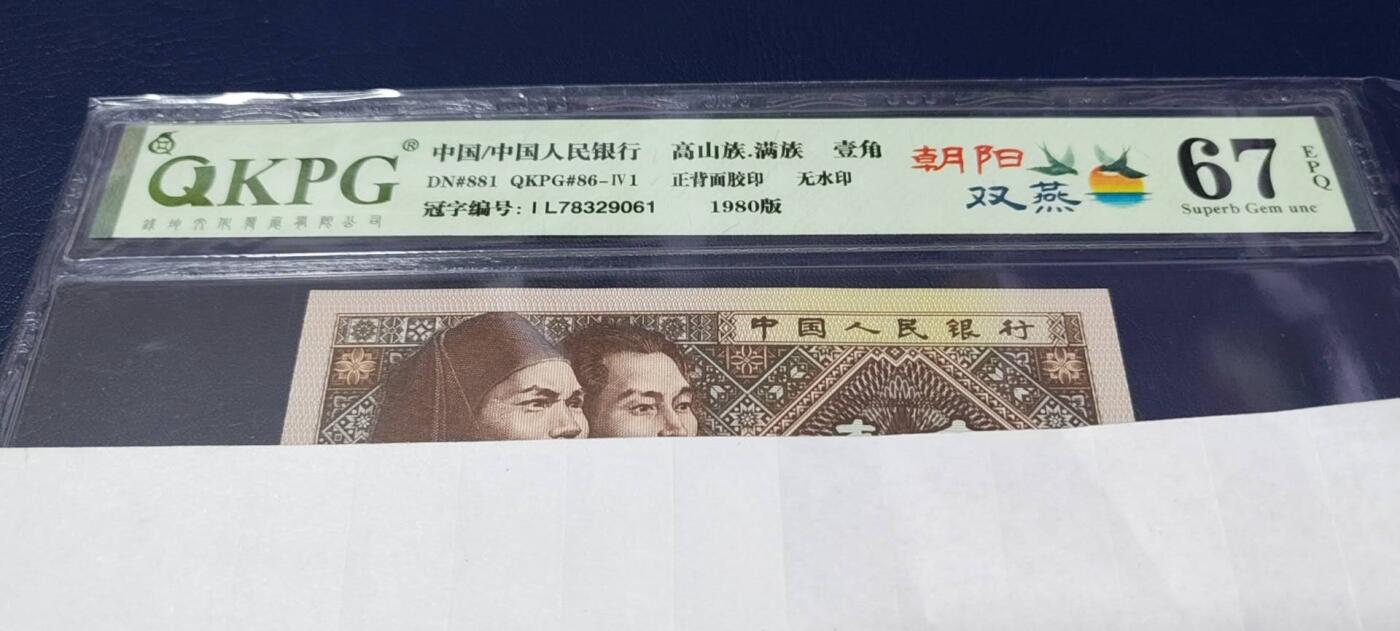 QKPG®
中国/中国人民银行 高山族.满族 壹角
DN#881 QKPG#86-IV1 正背面胶印 无水印
冠字编号: IL78329061 1980版
朝阳
双燕
67
EPQ
Superb Gem unc
中国人民银行